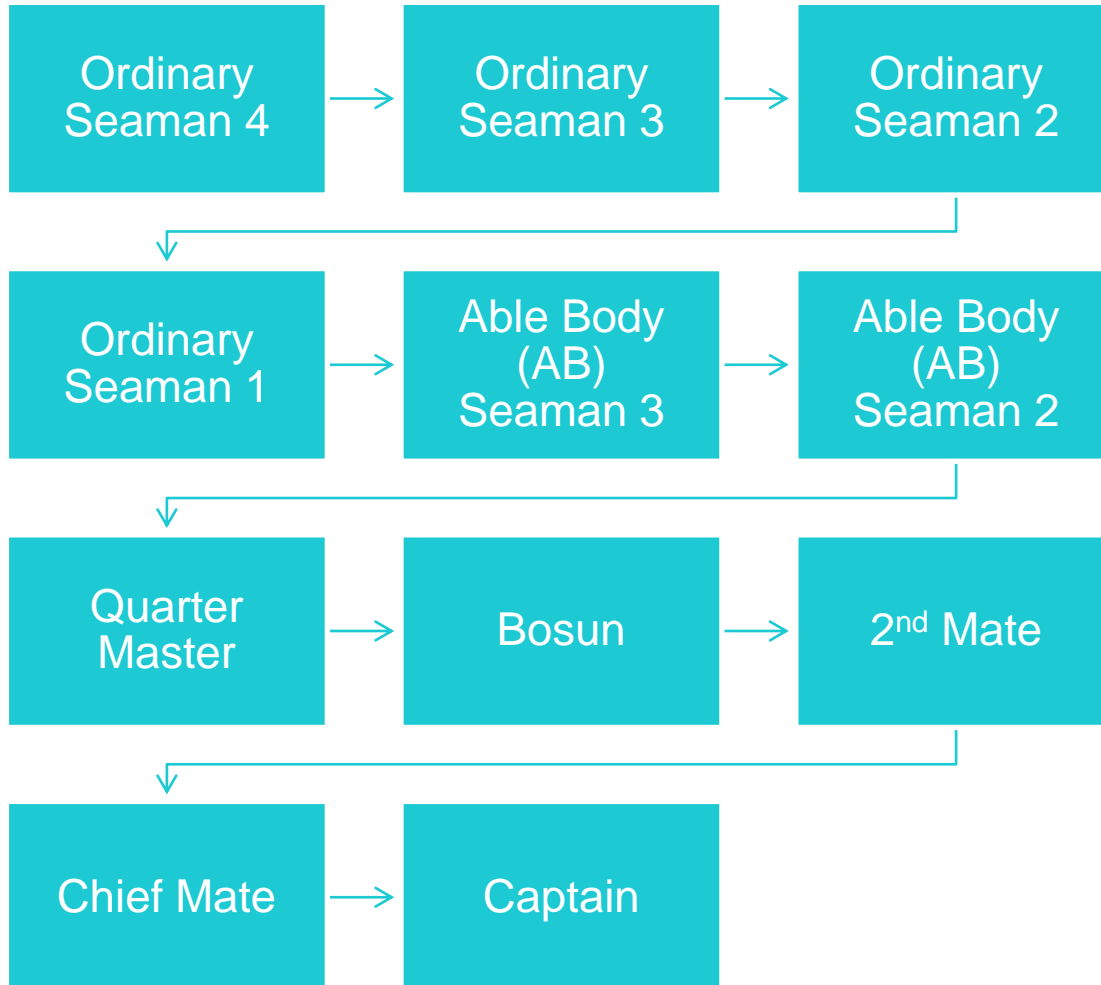 Ordinary
Seaman 4
Ordinary
Seaman 3
Ordinary
Seaman 2
Ordinary
Seaman 1
Able Body
(AB)
Seaman 3
Able Body
(AB)
Seaman 2
Quarter
Master
Bosun
2nd Mate
Chief Mate
Captain